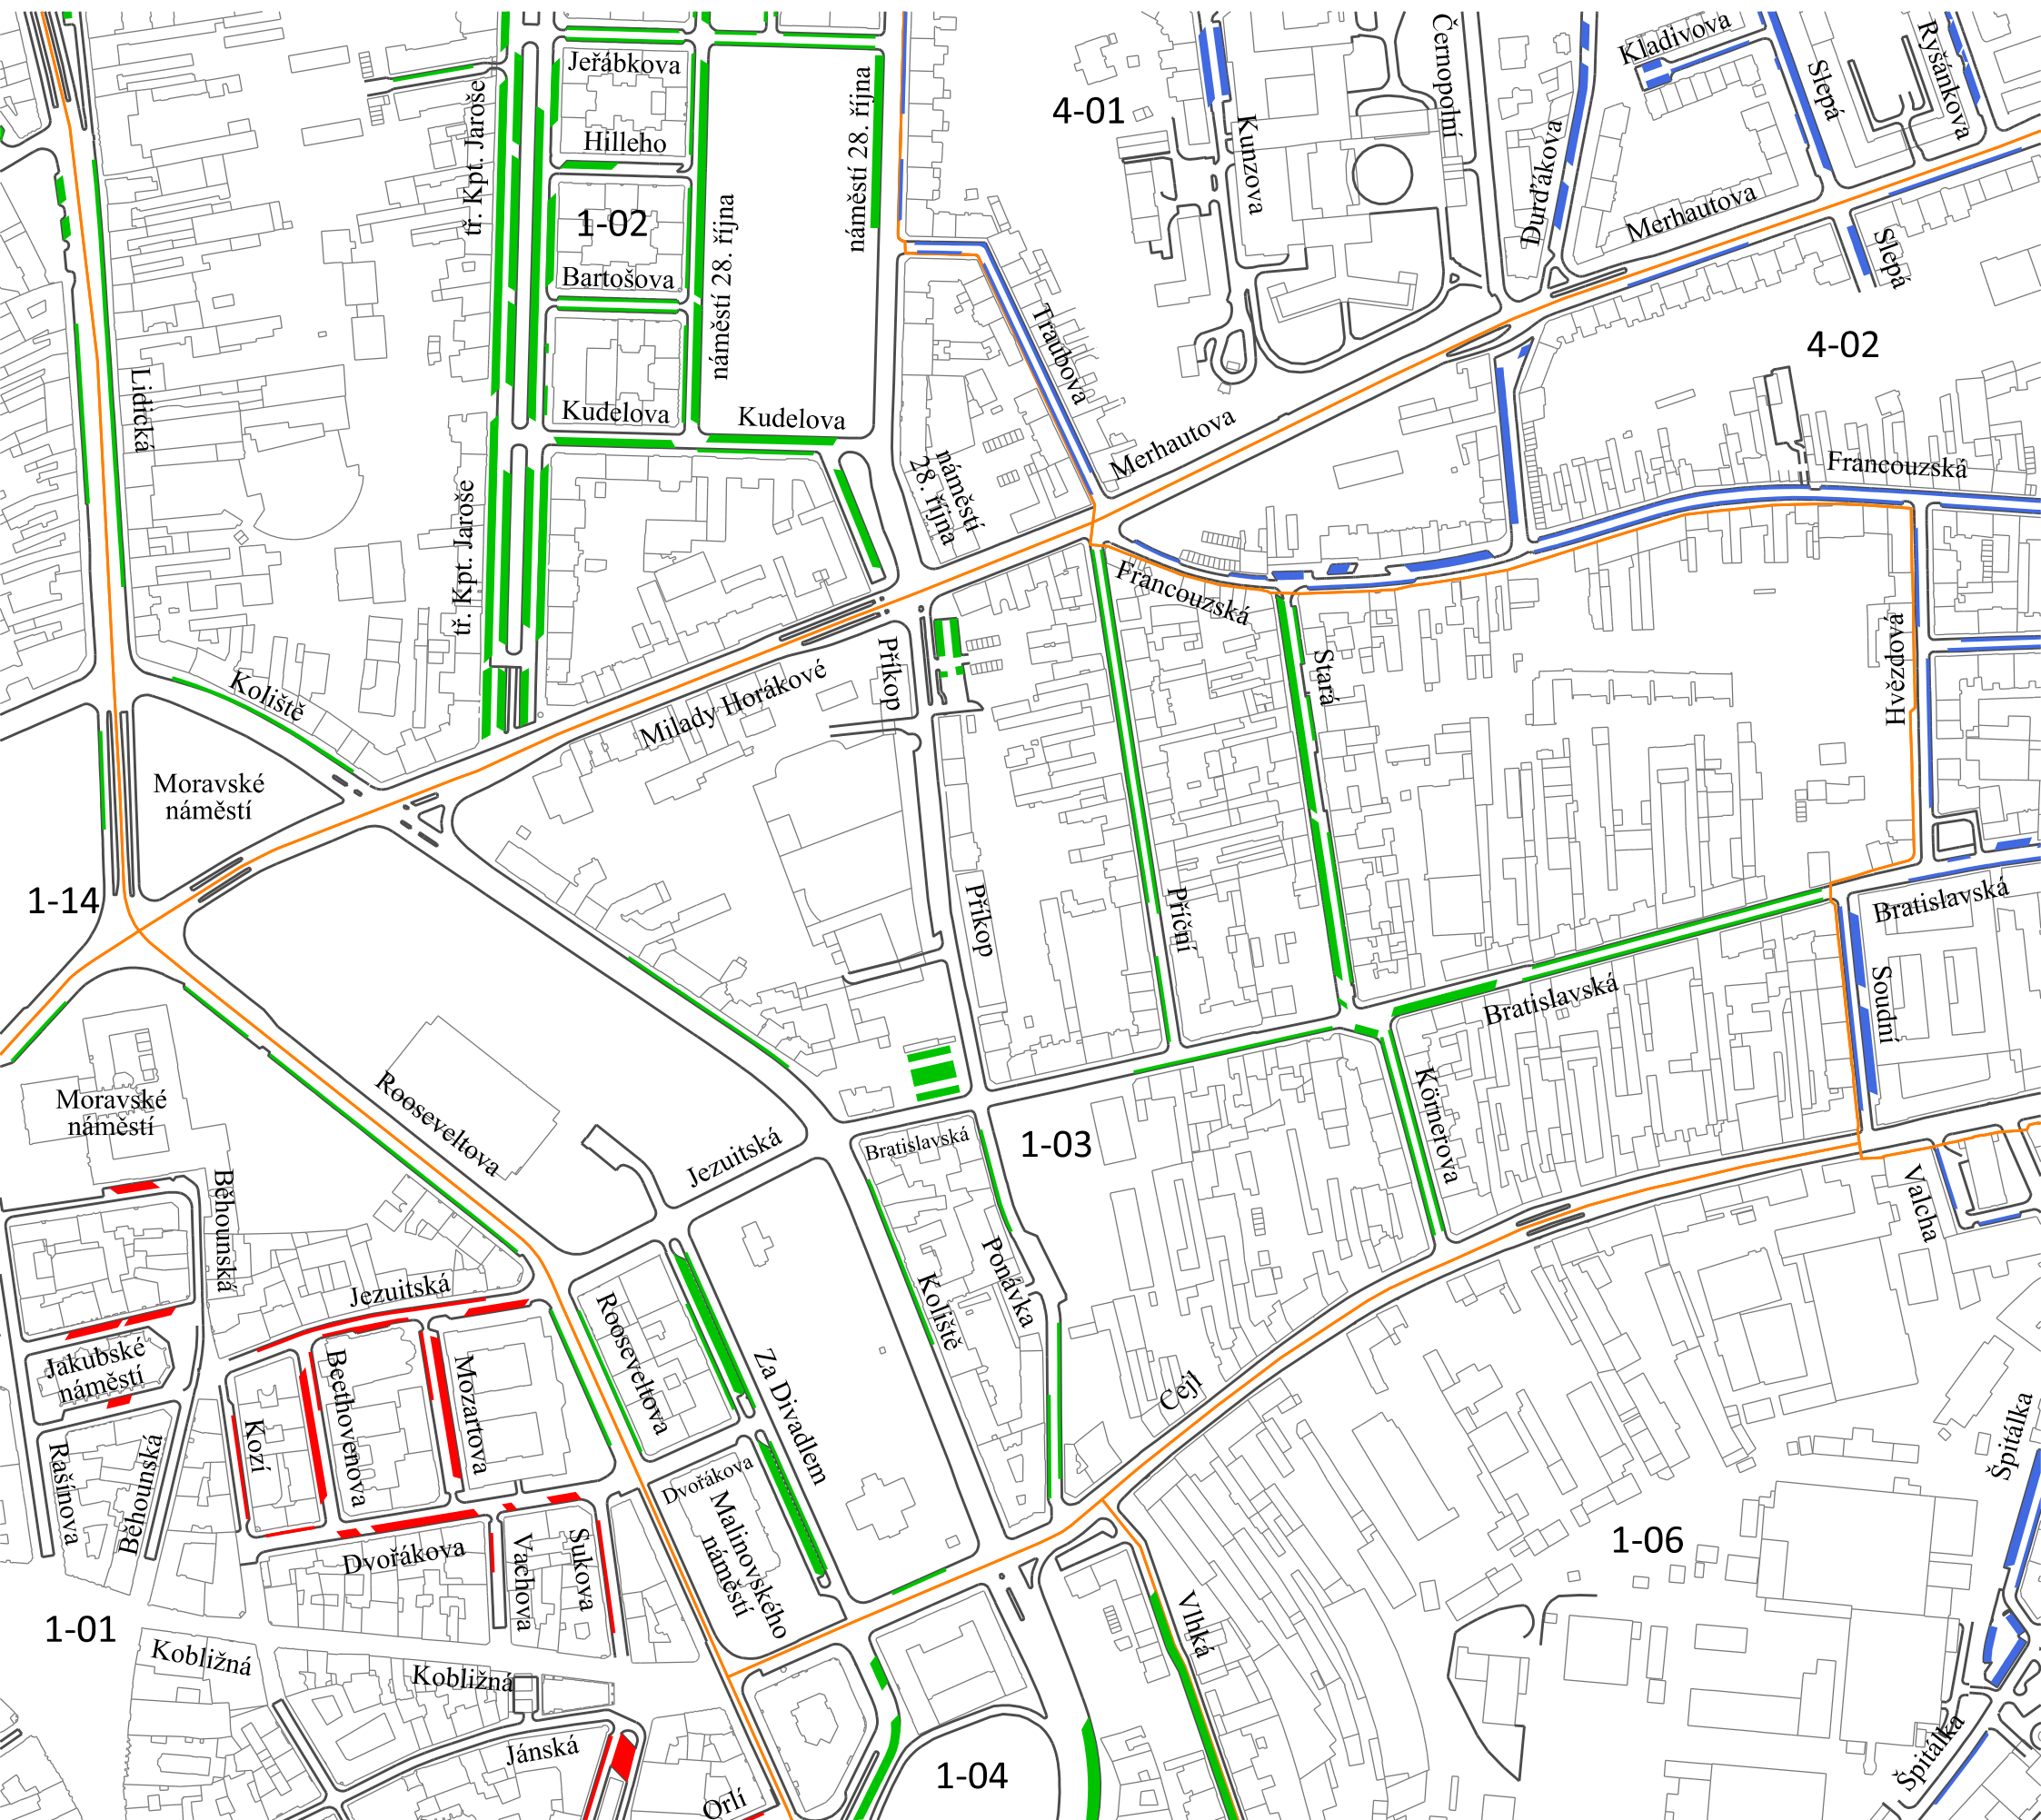 Jeřábkova
Hilleho
1-02
Bartošova
Kudelova
Kudelova
tř. Kpt. Jaroše
tř. Kpt. Jaroše
náměstí 28. října
náměstí 28. října
náměstí
28. října
4-01
Kunzova
Černopolní
Durďákova
Kladivova
Slepá
Ryšánkova
Merhautova
Slepá
4-02
Traubova
Merhautova
Francouzská
Francouzská
Lidická
Koliště
Milady Horákové
Příkop
Stará
Hvězdová
Moravské
náměstí
1-14
Příkop
Příční
Bratislavská
Bratislavská
Soudní
Moravské
náměstí
Rooseveltova
Jezuitská
Bratislavská
1-03
Körnerova
Valcha
Běhounská
Jezuitská
Rooseveltova
Koliště
Ponávka
Za Divadlem
Cejl
Jakubské
náměstí
Kozí
Beethovenova
Mozartova
Rašínova
Běhounská
Dvořákova
Vachova
Sukova
Dvořákova
Malinovského
náměstí
Špitálka
1-06
Vlhká
1-01
Kobližná
Kobližná
Jánská
Orlí
1-04
Špitálka